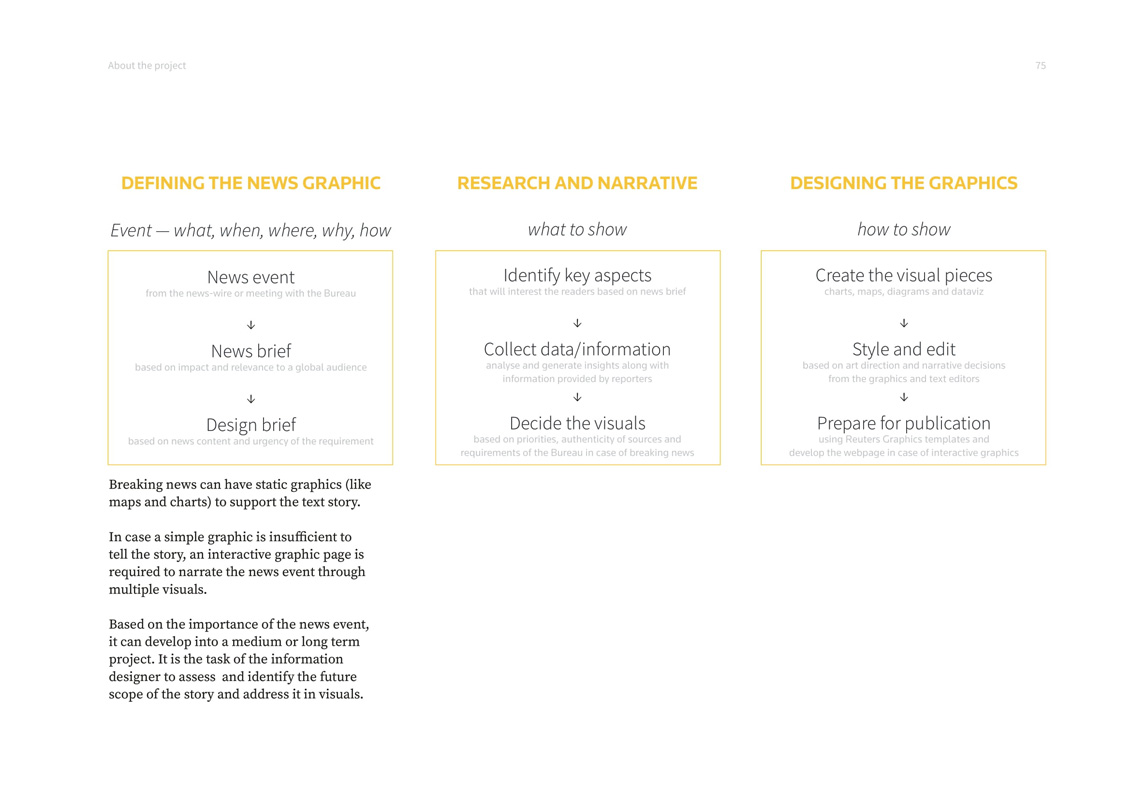 About the project
75
DEFINING THE NEWS GRAPHIC
Event — what, when, where, why, how
News event
from the news-wire or meeting with the Bureau
↓
News brief
based on impact and relevance to a global audience
↓
Design brief
based on news content and urgency of the requirement
Breaking news can have static graphics (like
maps and charts) to support the text story.
In case a simple graphic is insufficient to
tell the story, an interactive graphic page is
required to narrate the news event through
multiple visuals.
Based on the importance of the news event,
it can develop into a medium or long term
project. It is the task of the information
designer to assess  and identify the future
scope of the story and address it in visuals.
RESEARCH AND NARRATIVE
what to show
Identify key aspects
that will interest the readers based on news brief
↓
Collect data/information
analyse and generate insights along with
information provided by reporters
↓
Decide the visuals
based on priorities, authenticity of sources and
requirements of the Bureau in case of breaking news
DESIGNING THE GRAPHICS
how to show
Create the visual pieces
charts, maps, diagrams and dataviz
↓
Style and edit
based on art direction and narrative decisions
from the graphics and text editors
↓
Prepare for publication
using Reuters Graphics templates and
develop the webpage in case of interactive graphics